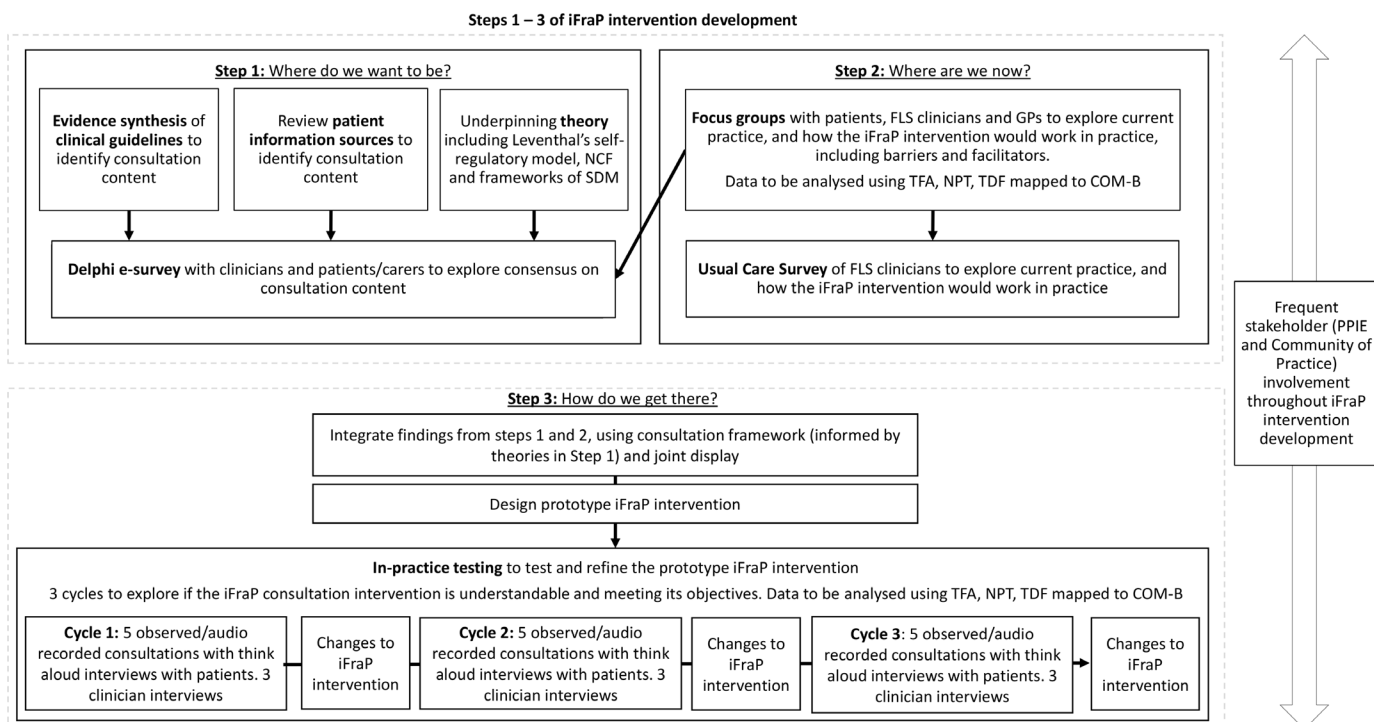 Steps 1 – 3 of iFraP intervention development
Step 1: Where do we want to be?
Evidence synthesis of
clinical guidelines to
identify consultation
content
Review patient
information sources
to identify consultation
content
Underpinning theory
including Leventhal's self-
regulatory model, NCF
and frameworks of SDM
Delphi e-survey with clinicians and patients/carers to explore consensus on
consultation content
Step 2: Where are we now?
Focus groups with patients, FLS clinicians and GPs to explore current
practice, and how the iFraP intervention would work in practice,
including barriers and facilitators.
Data to be analysed using TFA, NPT, TDF mapped to COM-B
Usual Care Survey of FLS clinicians to explore current practice, and
how the iFraP intervention would work in practice
Frequent
stakeholder (PPIE
and Community of
Practice)
involvement
throughout iFraP
intervention
development
Step 3: How do we get there?
Integrate findings from steps 1 and 2, using consultation framework (informed by
theories in Step 1) and joint display
Design prototype iFraP intervention
In-practice testing to test and refine the prototype iFraP intervention
3 cycles to explore if the iFraP consultation intervention is understandable and meeting its objectives. Data to be analysed using TFA, NPT, TDF mapped to COM-B
Cycle 1: 5 observed/audio
recorded consultations with think
aloud interviews with patients. 3
clinician interviews
Changes to
iFraP
intervention
Cycle 2: 5 observed/audio
recorded consultations with think
aloud interviews with patients. 3
clinician interviews
Changes to
iFraP
intervention
Cycle 3: 5 observed/audio
recorded consultations with think
aloud interviews with patients. 3
clinician interviews
Changes to
iFraP
intervention